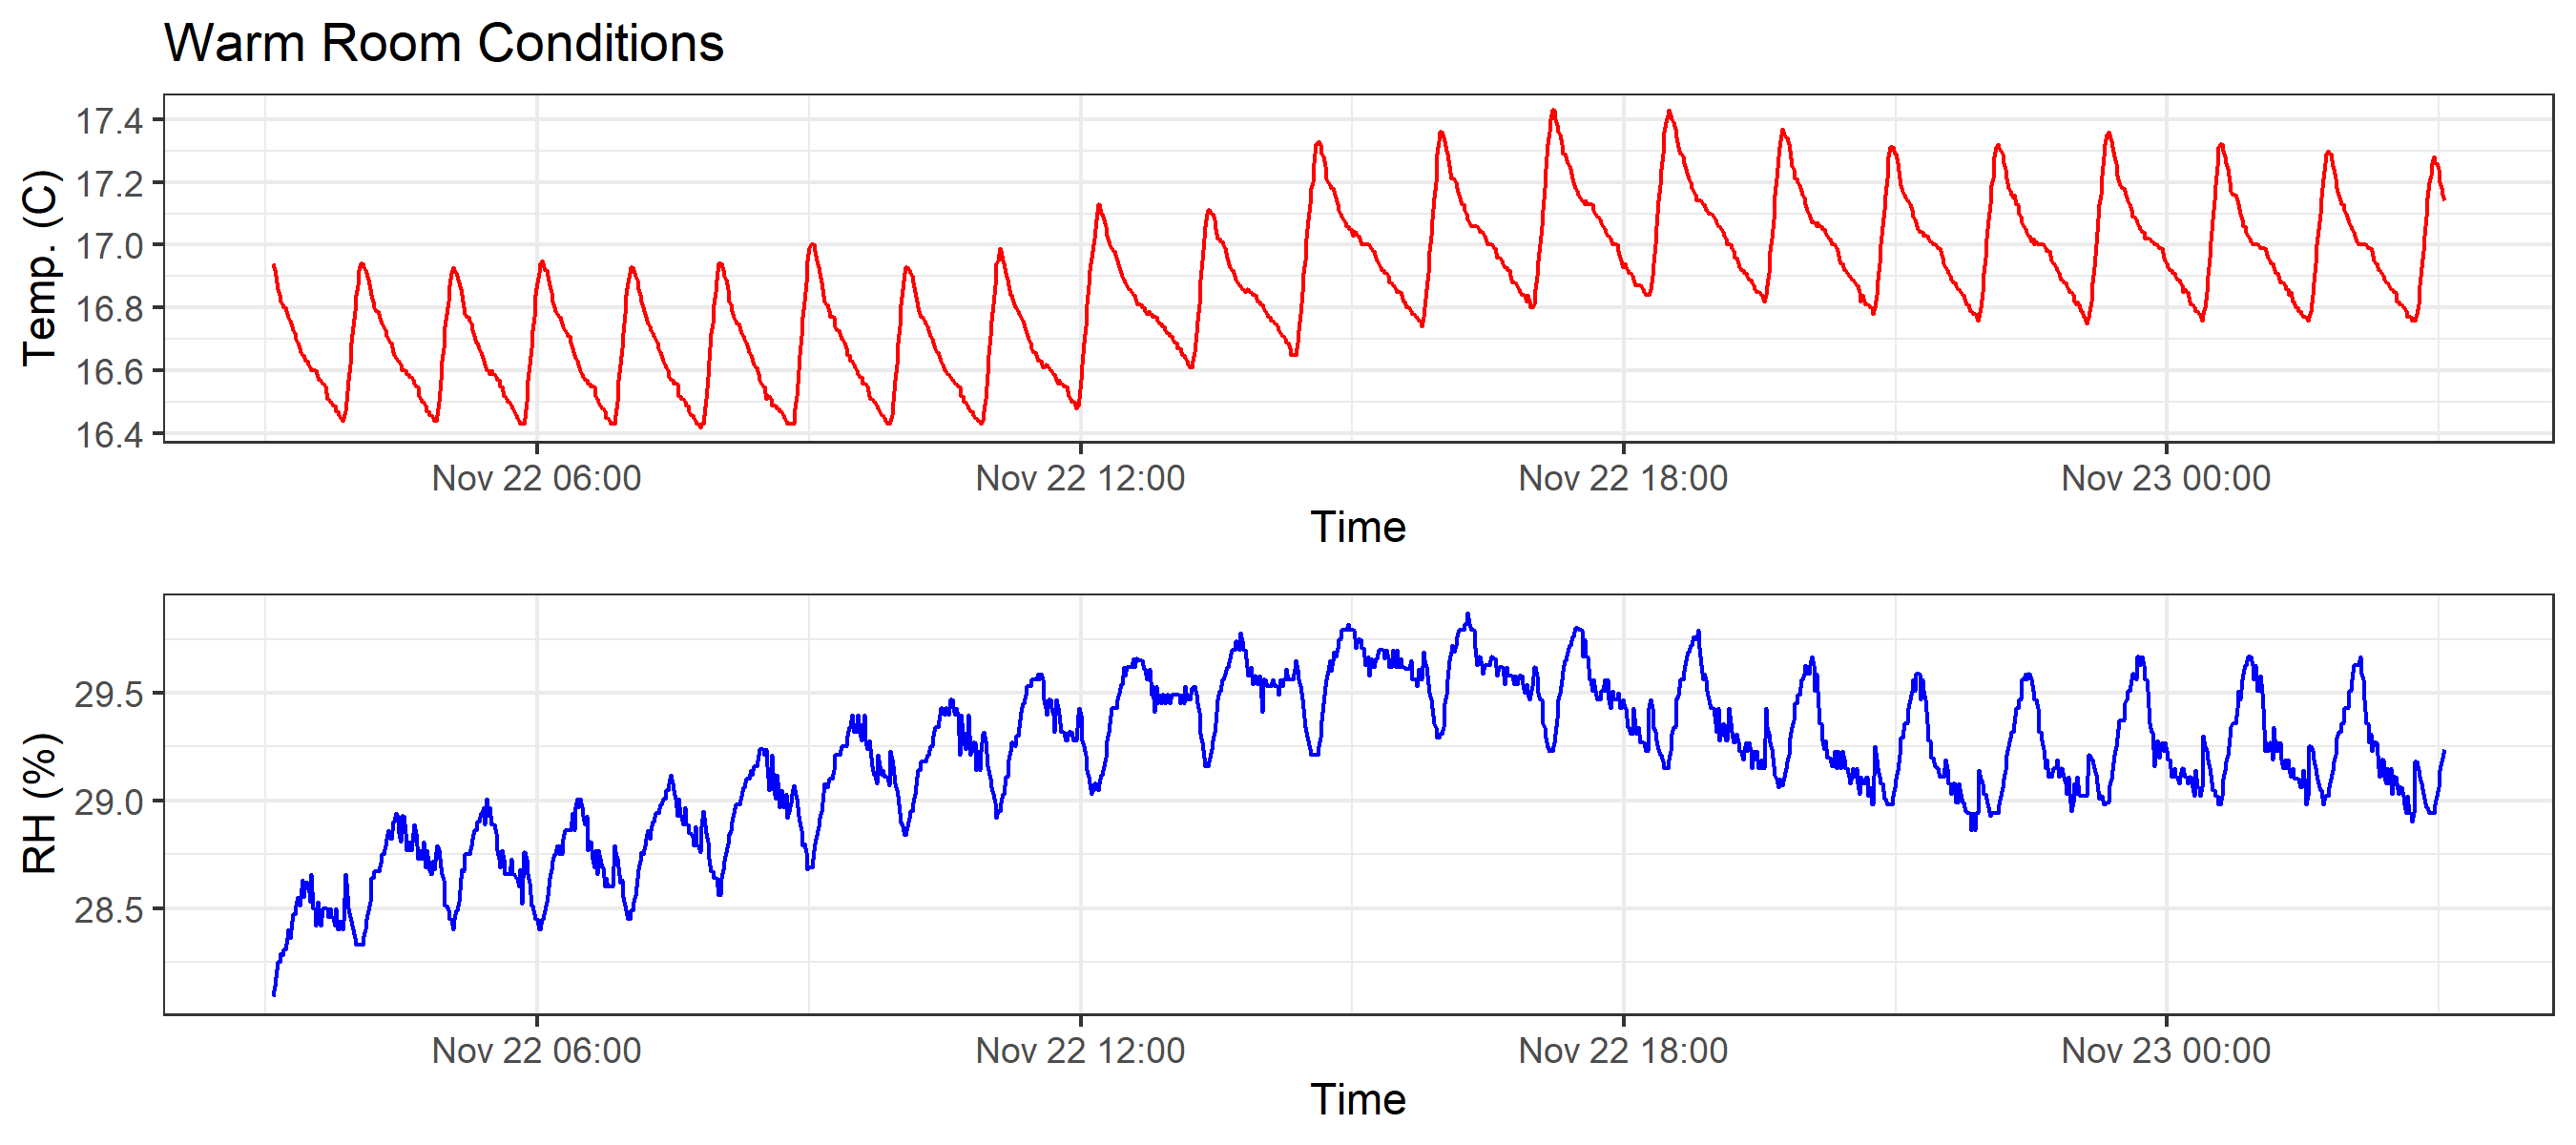 Warm Room Conditions
Temp. (C)
17.4
17.2
17.0
16.8
16.6
16.4
Nov 22 06:00 Nov 22 12:00 Nov 22 18:00 Nov 23 00:00
Time
RH (%)
29.5
29.0
28.5
Nov 22 06:00 Nov 22 12:00 Nov 22 18:00 Nov 23 00:00
Time